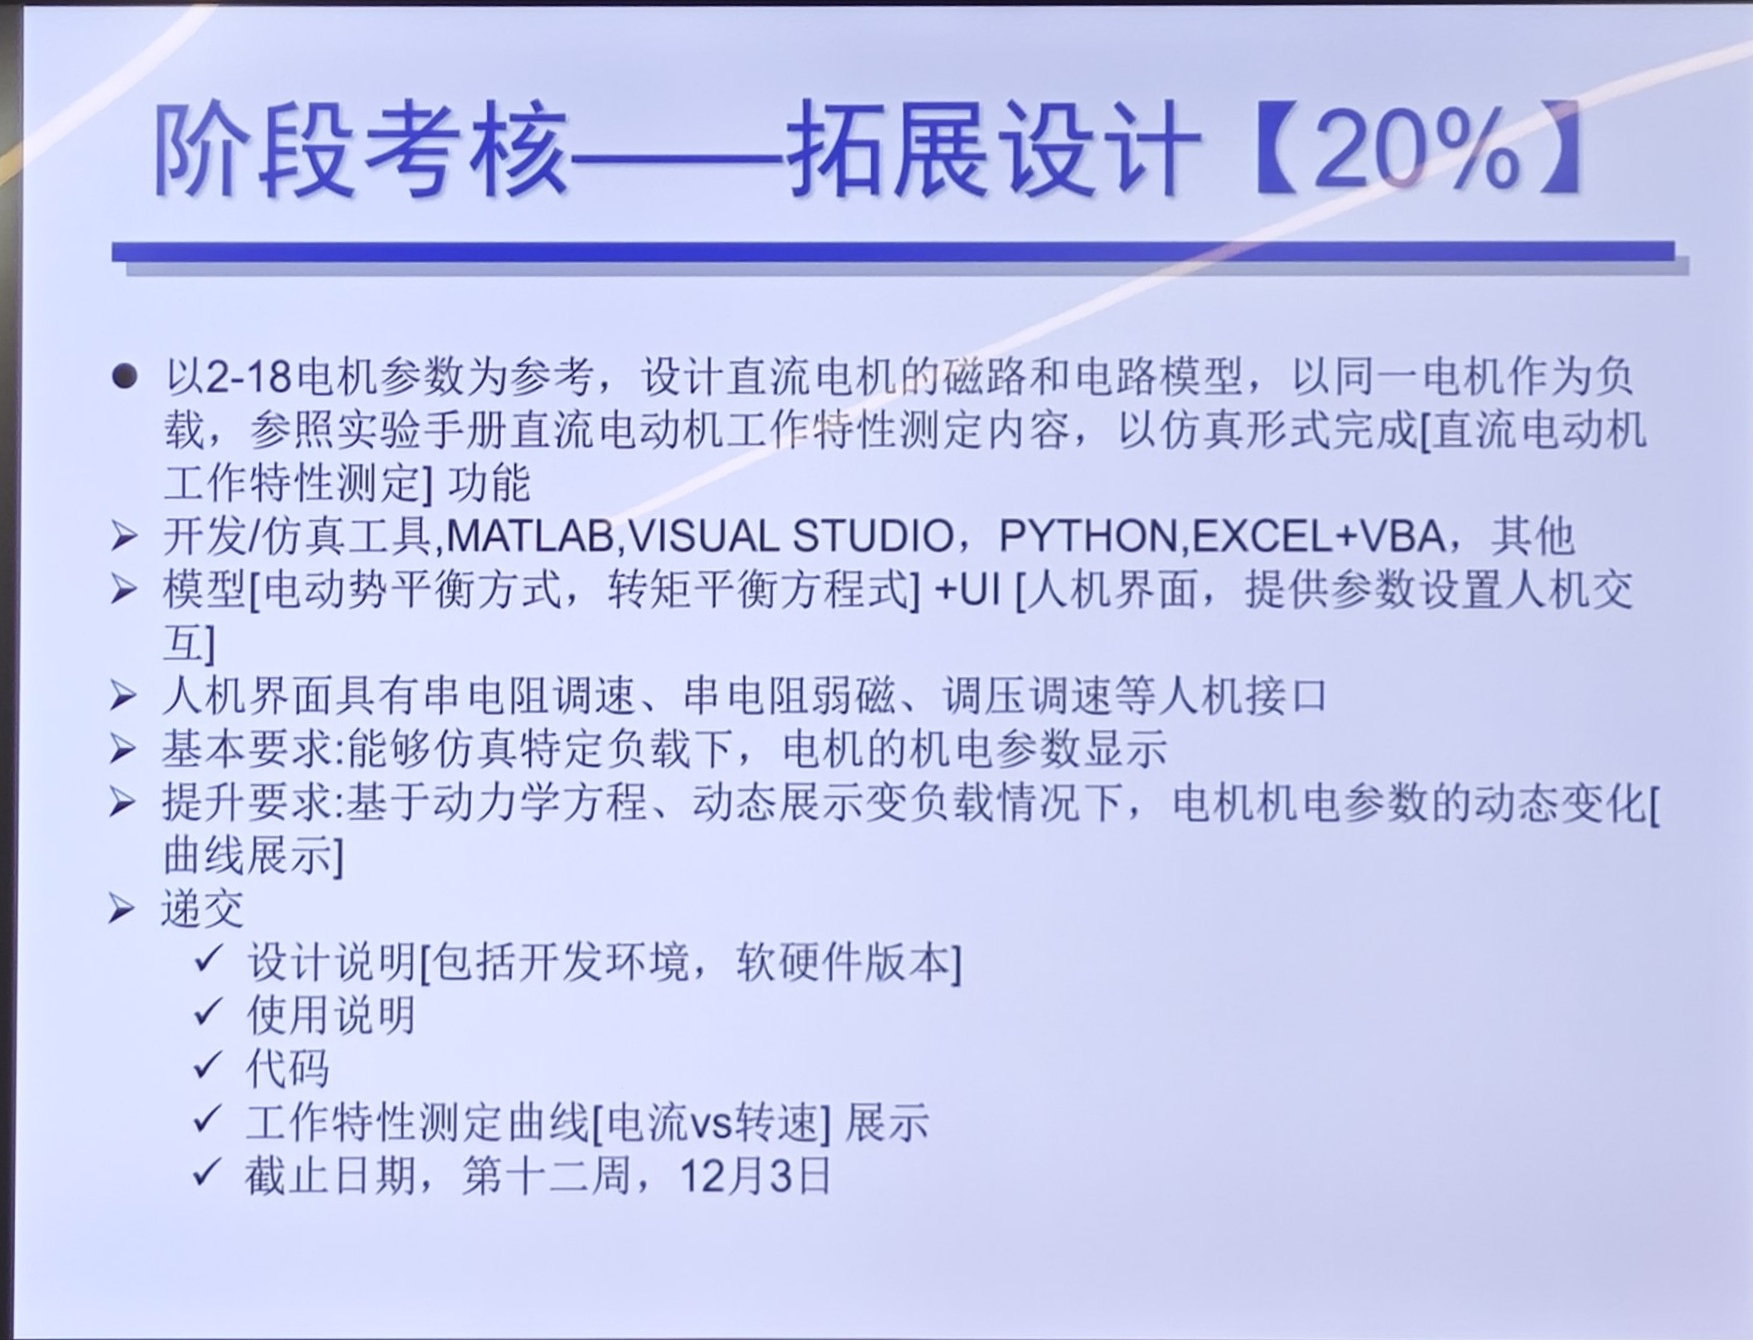 阶段考核——拓展设计【20%】
以2-18电机参数为参考，设计直流电机的磁路和电路模型，以同一电机作为负
载，参照实验手册直流电动机工作特性测定内容，以仿真形式完成[直流电动机
工作特性测定] 功能
开发/仿真工具,MATLAB,VISUAL STUDIO，PYTHON,EXCEL+VBA，其他
模型[电动势平衡方式，转矩平衡方程式] +UI [人机界面，提供参数设置人机交
互]
人机界面具有串电阻调速、串电阻弱磁、调压调速等人机接口
基本要求:能够仿真特定负载下，电机的机电参数显示
提升要求:基于动力学方程、动态展示变负载情况下，电机机电参数的动态变化[
曲线展示]
递交
设计说明[包括开发环境，软硬件版本]
使用说明
代码
工作特性测定曲线[电流vs转速] 展示
截止日期，第十二周，12月3日